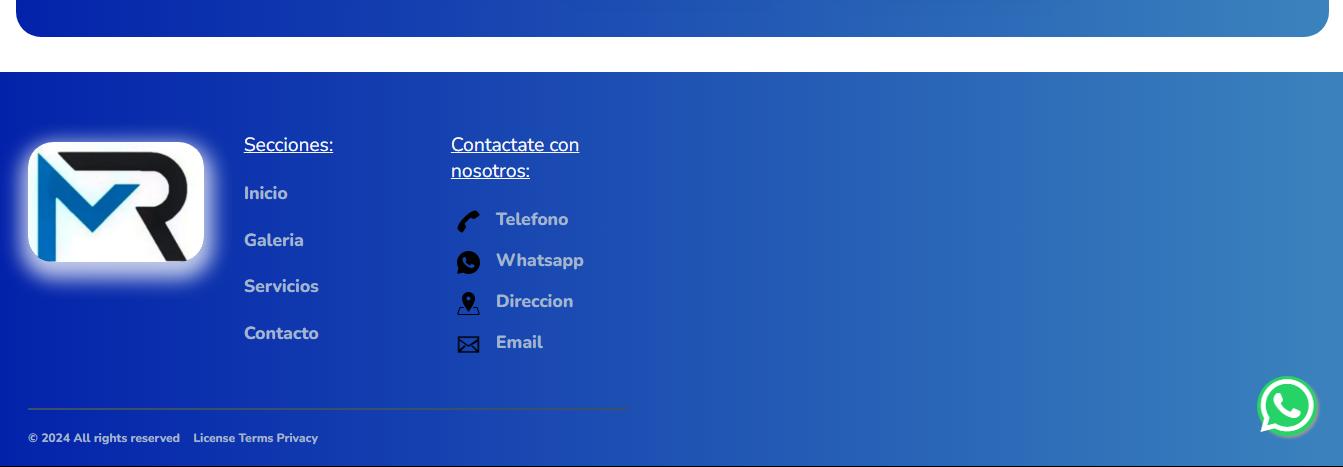 MR
Secciones:
Inicio
Galeria
Servicios
Contacto
Contactate con
nosotros:
Telefono
Whatsapp
Direccion
Email
© 2024 All rights reserved License Terms Privacy